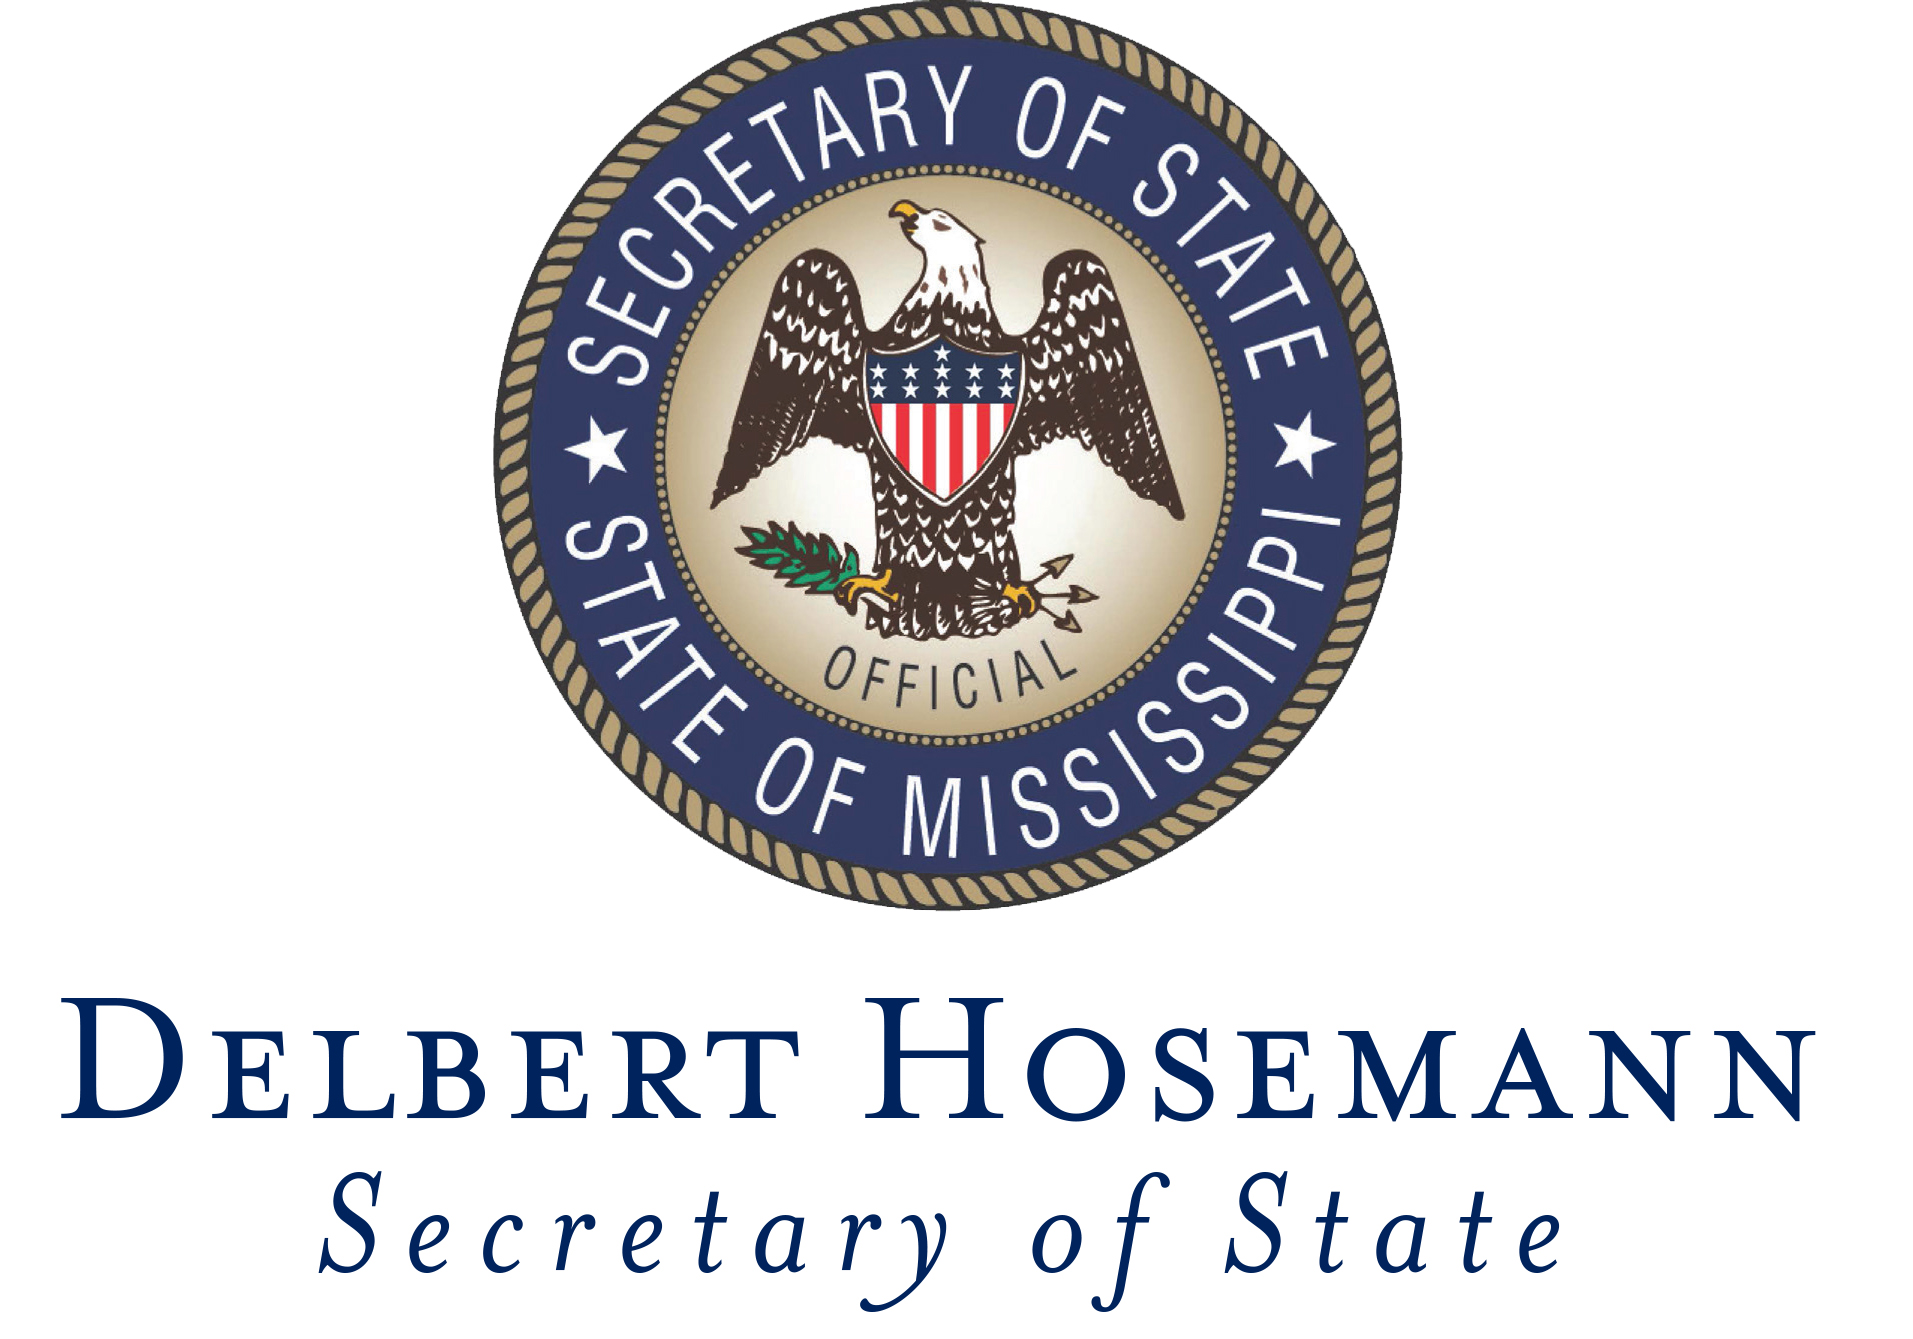 SECRETARY OF STATE
STATE OF MISSISSIPPI
OFFICIAL
DELBERT HOSEMANN
Secretary of State